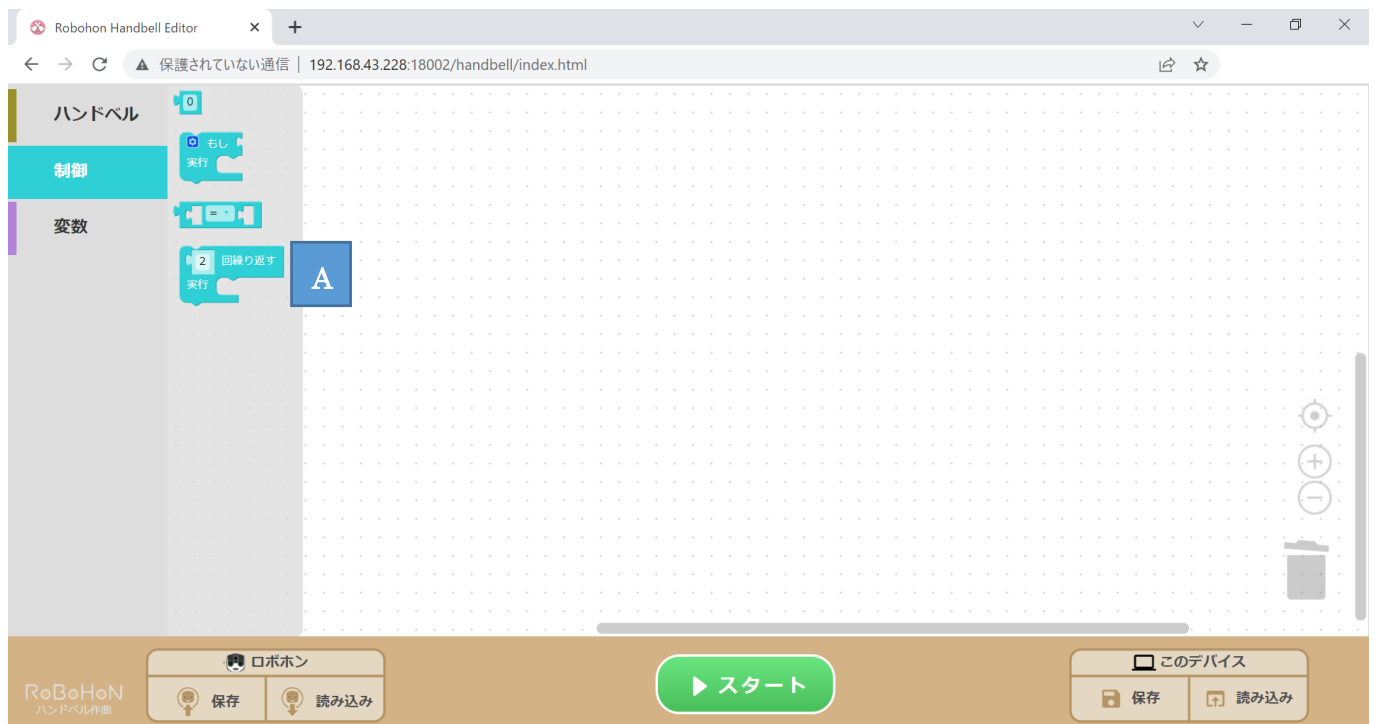 Robohon Handbell Editor
保護されていない通信 | 192.168.43.228:18002/handbell/index.html
ハンドベル
制御
変数
0
もし
実行
=
2 回繰り返す
実行
A
ロボホン
保存
読み込み
スタート
このデバイス
保存
読み込み
RoBoHoN
ハンドベル作曲